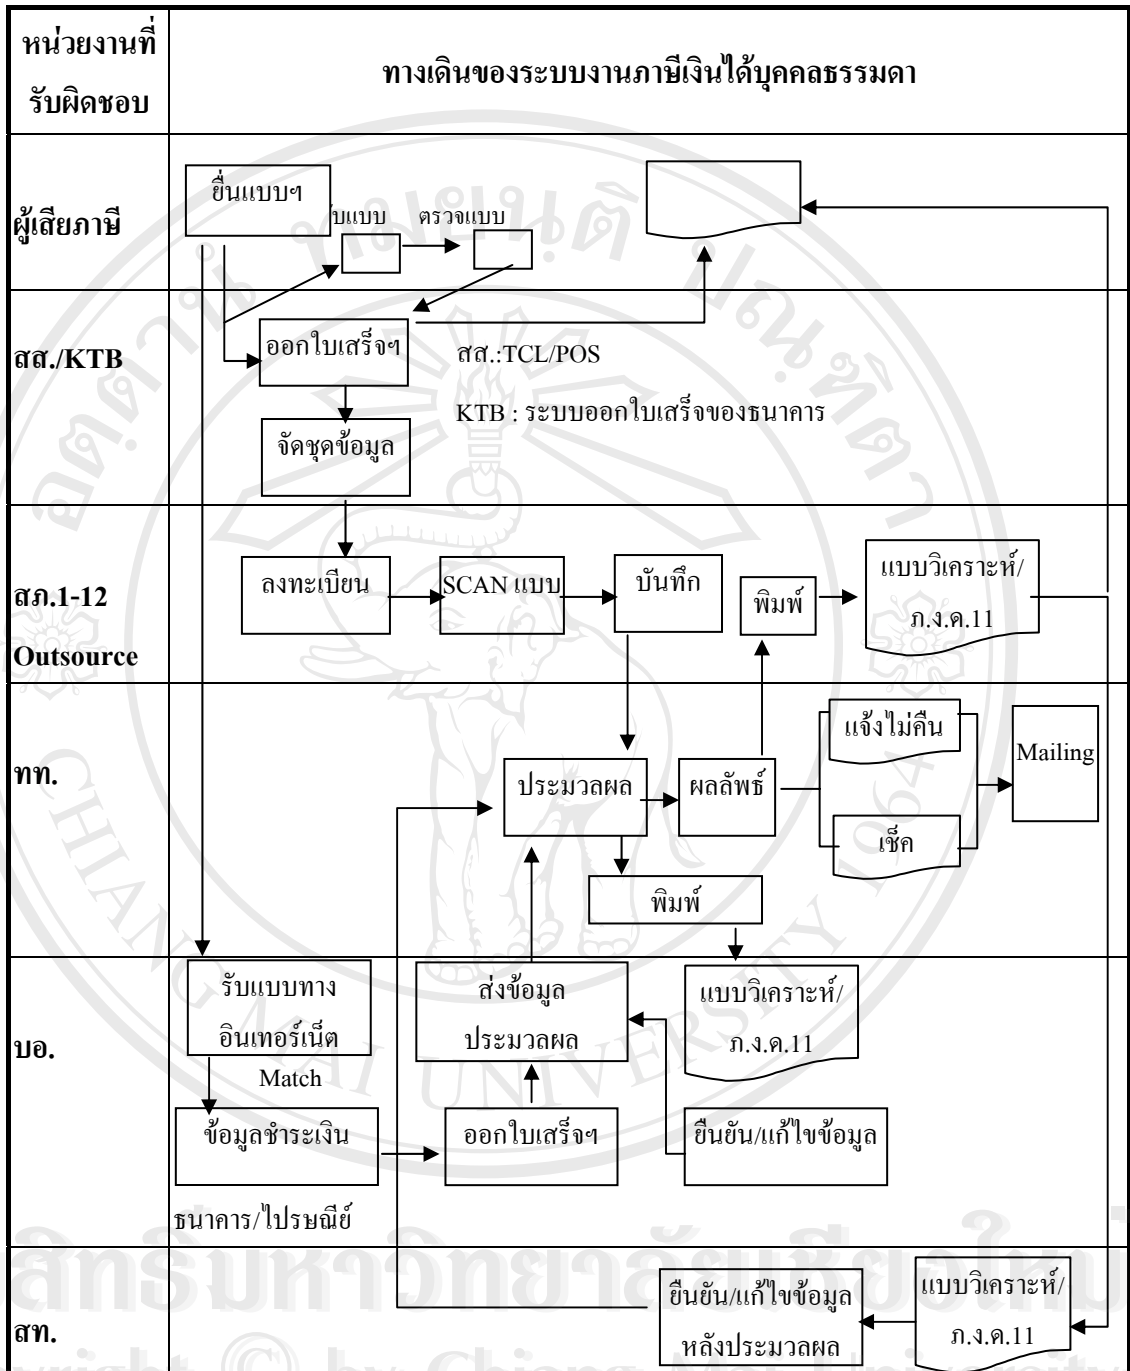 หน่วยงานที่
รับผิดชอบ
ทางเดินของระบบงานภาษีเงินได้บุคคลธรรมดา
ผู้เสียภาษี
ยื่นแบบฯ
ับแบบ
ตรวจแบบ
สส./KTB
ออกใบเสร็จฯ
สส.:TCL/POS
KTB : ระบบออกใบเสร็จของธนาคาร
จัดชุดข้อมูล
สภ.1-12
Outsource
ลงทะเบียน
SCAN แบบ
บันทึก
พิมพ์
แบบวิเคราะห์/
ภ.ง.ด.11
ทท.
ประมวลผล
ผลลัพธ์
แจ้งไม่คืน
เช็ค
Mailing
พิมพ์
บอ.
รับแบบทาง
อินเทอร์เน็ต
Match
ส่งข้อมูล
ประมวลผล
แบบวิเคราะห์/
ภ.ง.ด.11
ข้อมูลชำระเงิน
ออกใบเสร็จฯ
ยืนยัน/แก้ไขข้อมูล
ธนาคาร/ไปรษณีย์
สท.
ยืนยัน/แก้ไขข้อมูล
หลังประมวลผล
แบบวิเคราะห์/
ภ.ง.ด.11
CHIANG MAI UNIVERSITY 1964